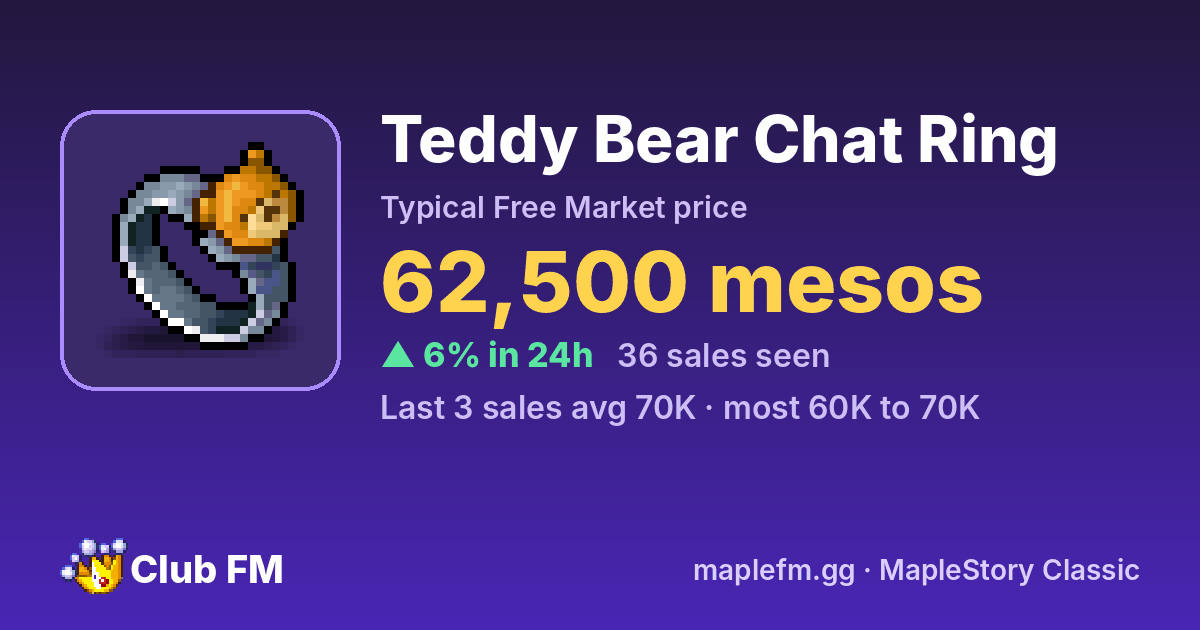 Teddy Bear Chat Ring
Typical Free Market price
62,500 mesos
▲ 6% in 24h 36 sales seen
Last 3 sales avg 70K · most 60K to 70K
Club FM
maplefm.gg · MapleStory Classic